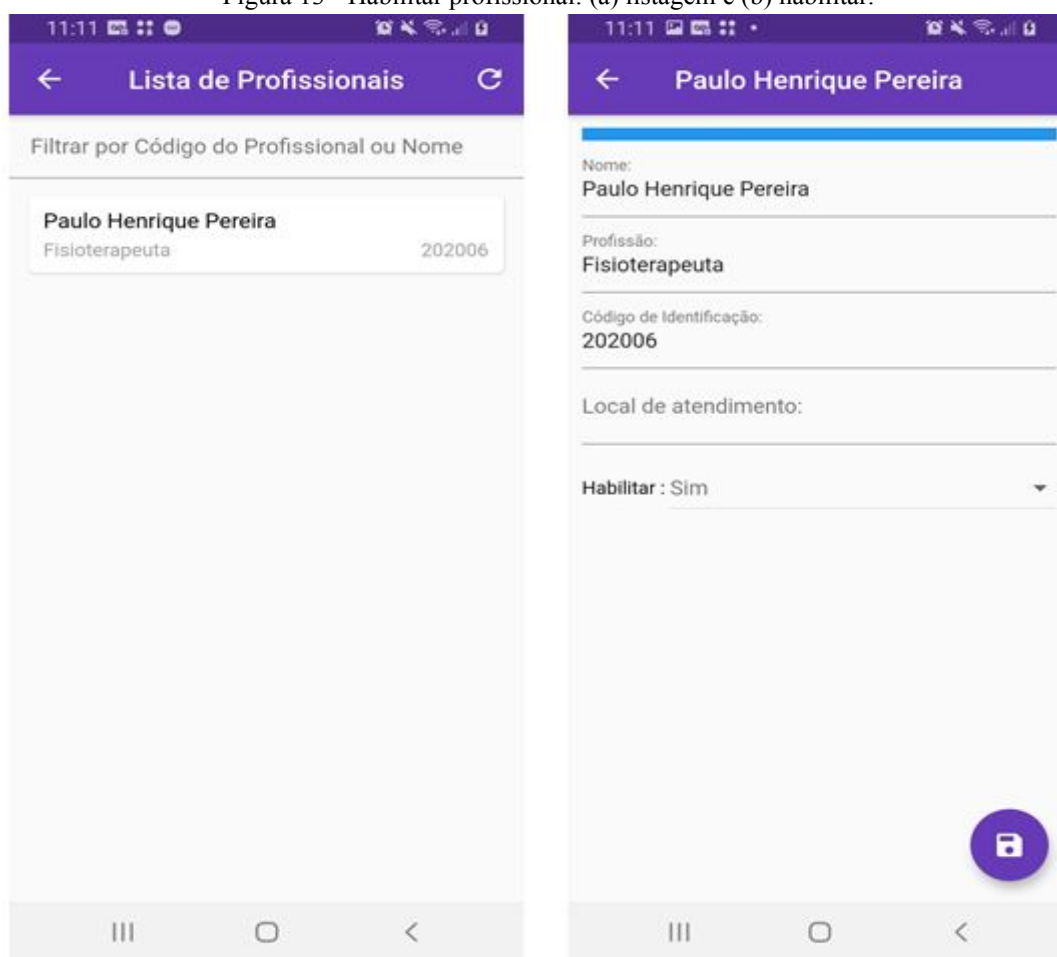 Figura 15 - Habilitar profissional: (a) listagem e (b) habilitar.
11:11
Lista de Profissionais
Filtrar por Código do Profissional ou Nome
Paulo Henrique Pereira
Fisioterapeuta 202006
11:11
Paulo Henrique Pereira
Nome:
Paulo Henrique Pereira
Profissão:
Fisioterapeuta
Código de Identificação:
202006
Local de atendimento:
Habilitar : Sim